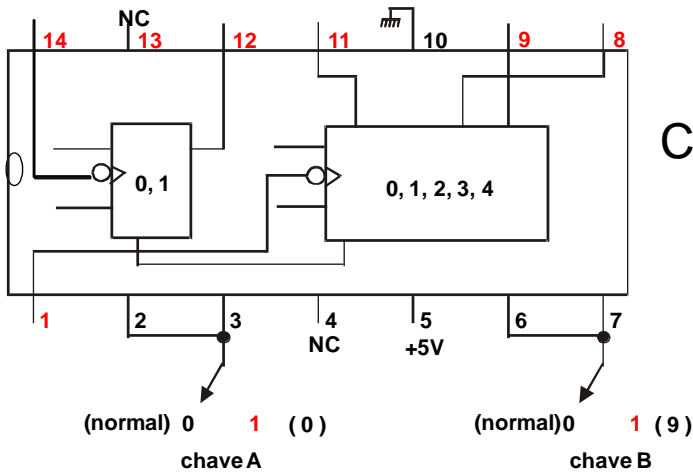 NC
14 13 12 11 10 9 8
C
0, 1 0, 1, 2, 3, 4
1 2 3 4 5 6 7
NC +5V
(normal) 0 1 (0) (normal)0 1 (9)
chave A chave B